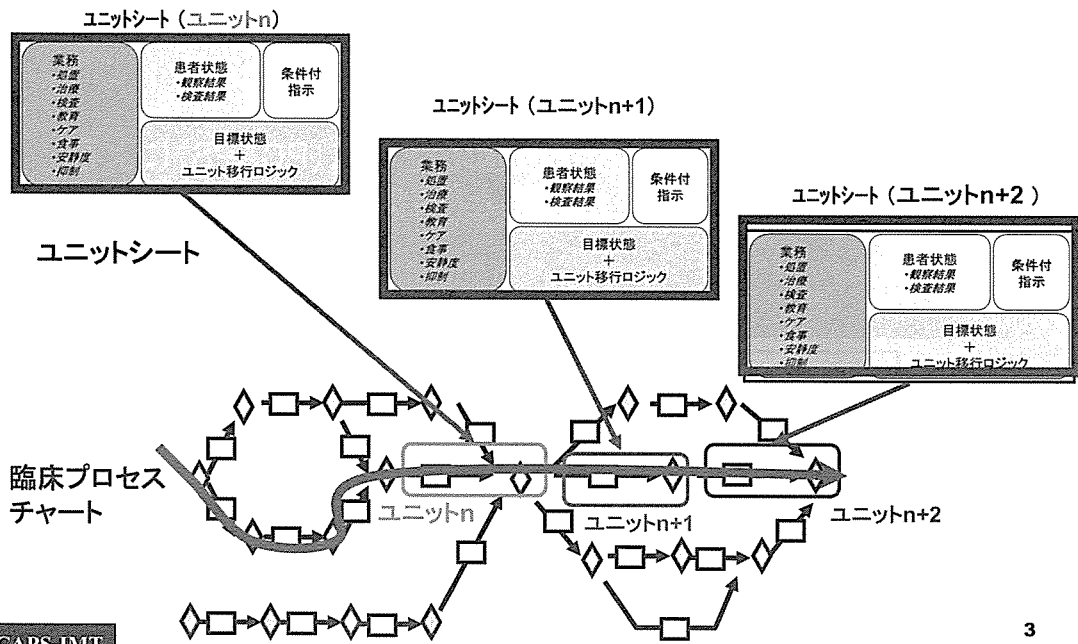 ユニットシート（ユニットn）
業務
・処置
・治療
・検査
・教育
・ケア
・食事
・安静度
・抑制
患者状態
・観察結果
・検査結果
条件付
指示
目標状態
＋
ユニット移行ロジック
ユニットシート（ユニットn+1）
業務
・処置
・治療
・検査
・教育
・ケア
・食事
・安静度
・抑制
患者状態
・観察結果
・検査結果
条件付
指示
目標状態
＋
ユニット移行ロジック
ユニットシート（ユニットn+2 ）
業務
・処置
・治療
・検査
・教育
・ケア
・食事
・安静度
・抑制
患者状態
・観察結果
・検査結果
条件付
指示
目標状態
＋
ユニット移行ロジック
ユニットシート
臨床プロセス
チャート
ユニットn
ユニットn+1
ユニットn+2
CAPS-IMT
3